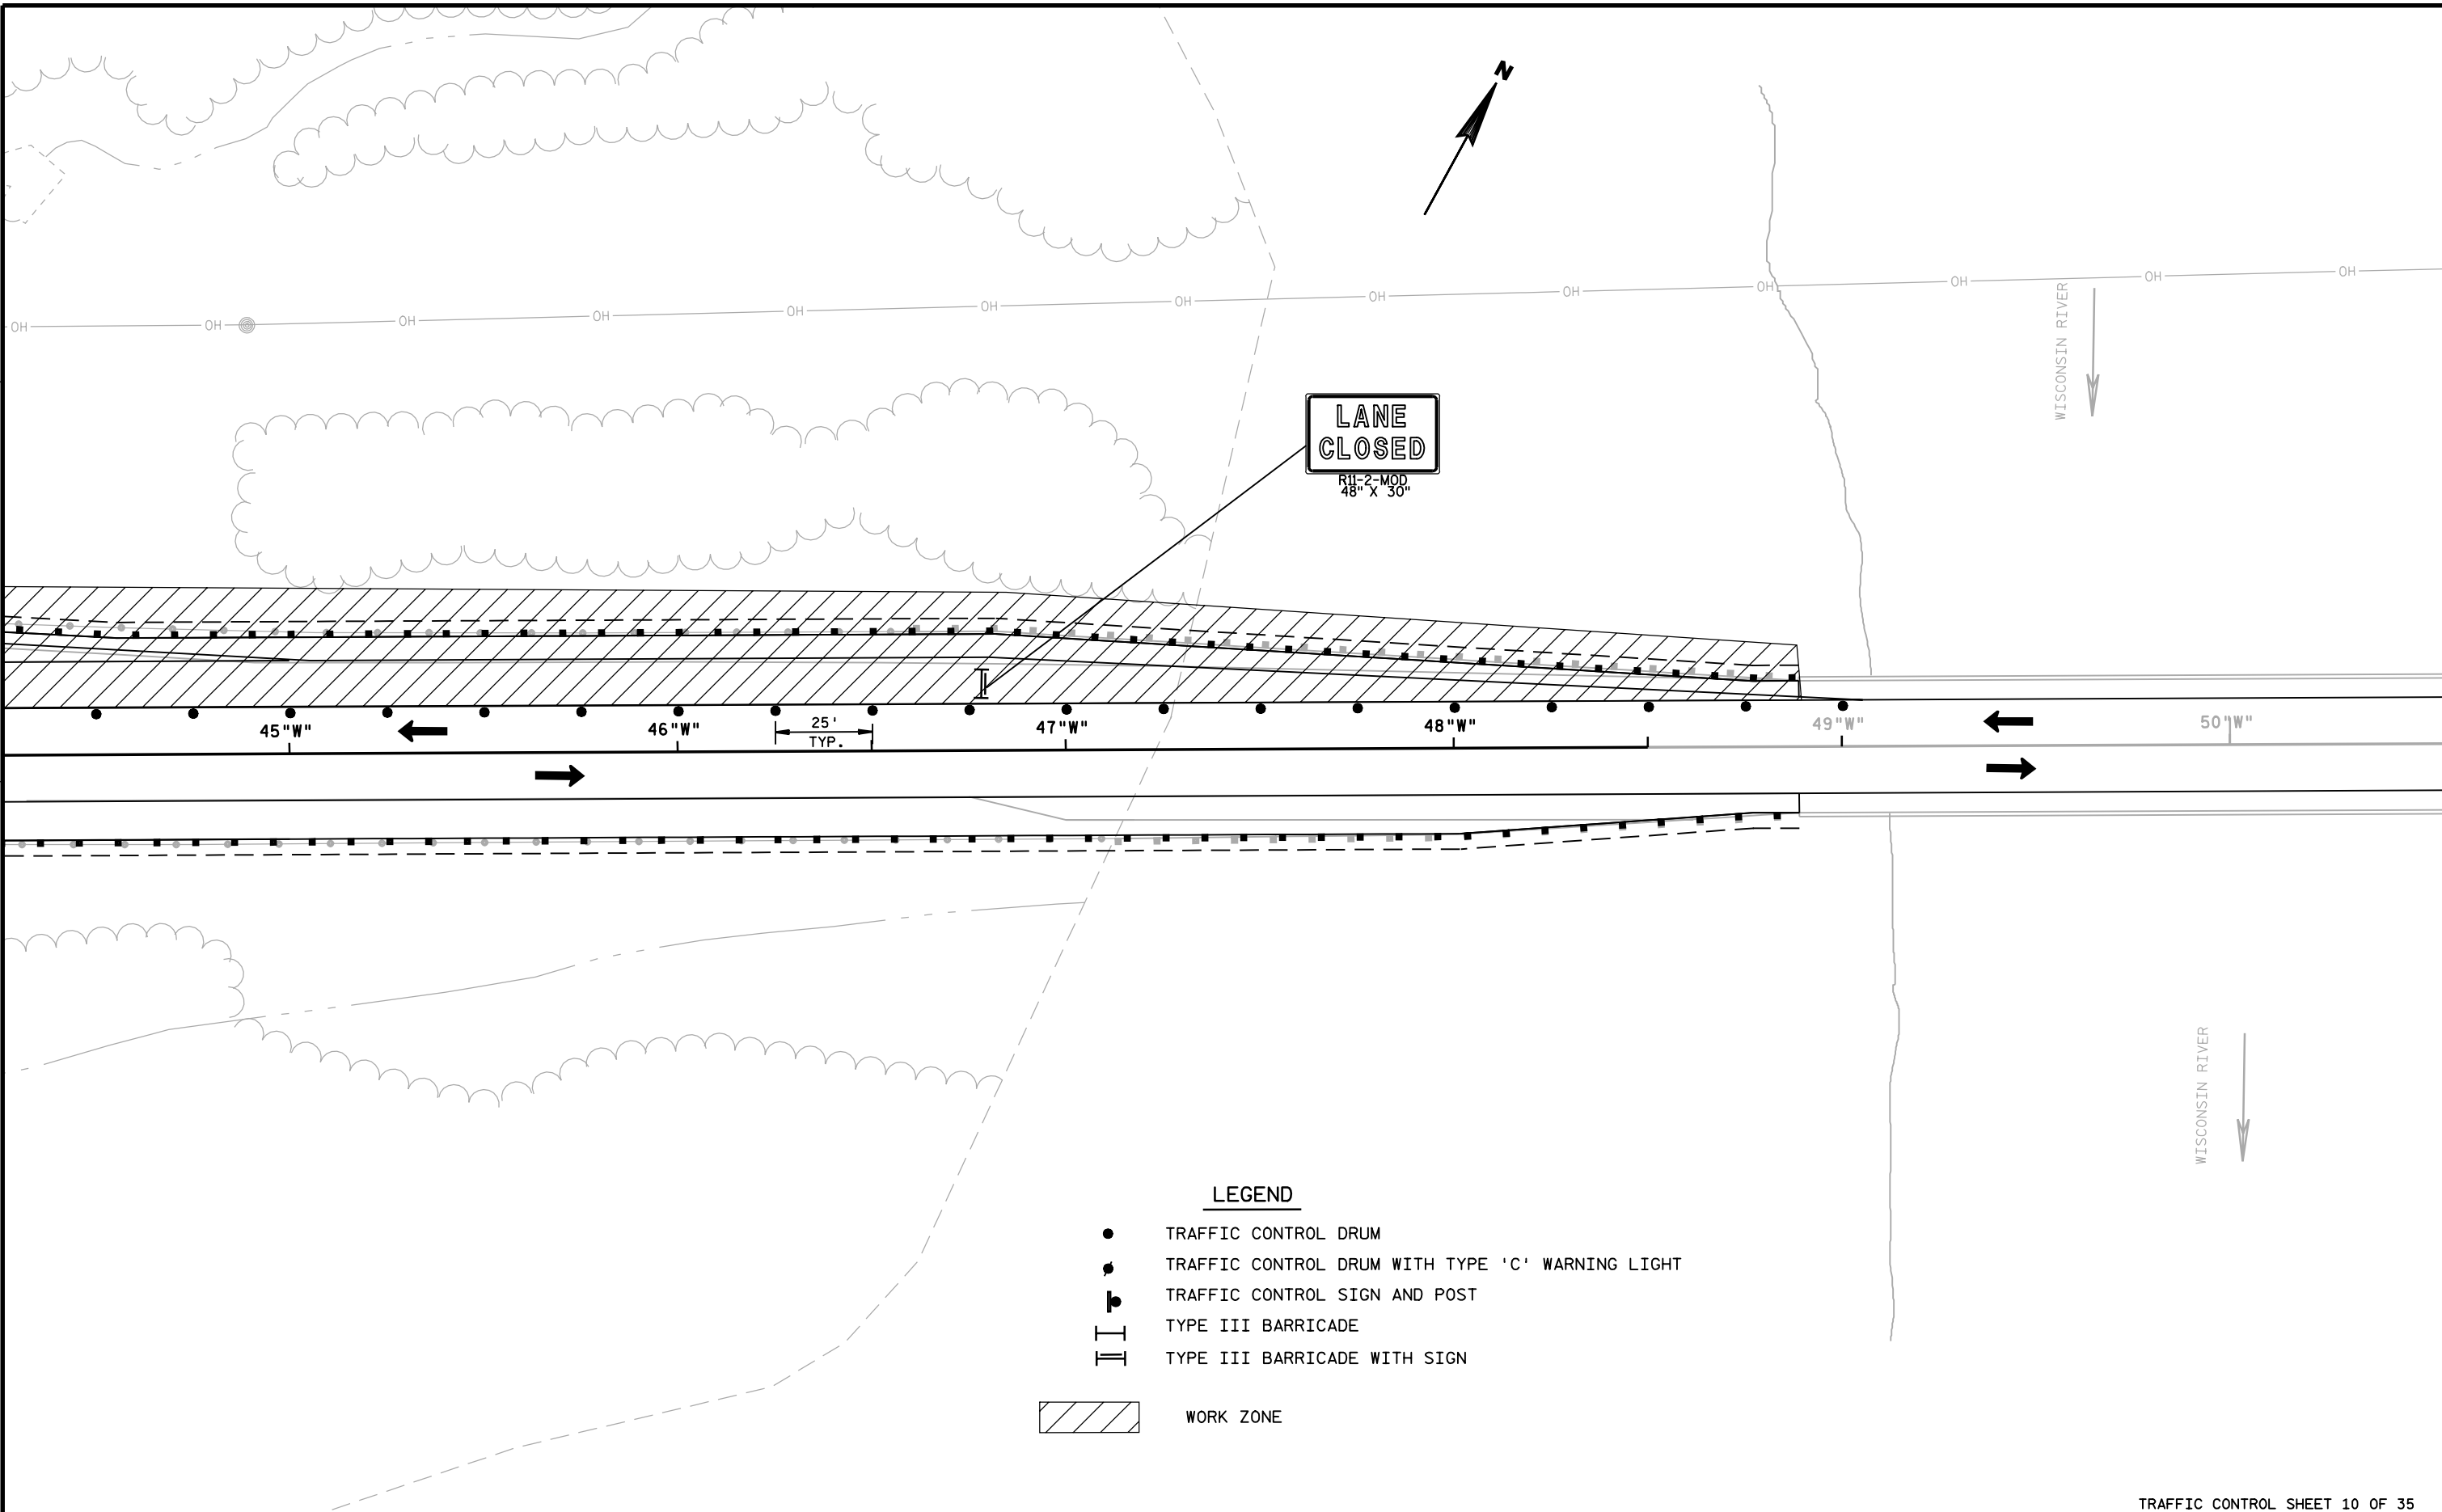 N
OH OH OH OH OH OH OH OH OH OH OH OH OH
WISCONSIN RIVER
LANE
CLOSED
R11-2-MOD
48" X 30"
45"W"
46"W"
25'
TYP.
47"W"
48"W"
49"W"
50"W"
WISCONSIN RIVER
LEGEND
TRAFFIC CONTROL DRUM
TRAFFIC CONTROL DRUM WITH TYPE 'C' WARNING LIGHT
TRAFFIC CONTROL SIGN AND POST
TYPE III BARRICADE
TYPE III BARRICADE WITH SIGN
WORK ZONE
TRAFFIC CONTROL SHEET 10 OF 35